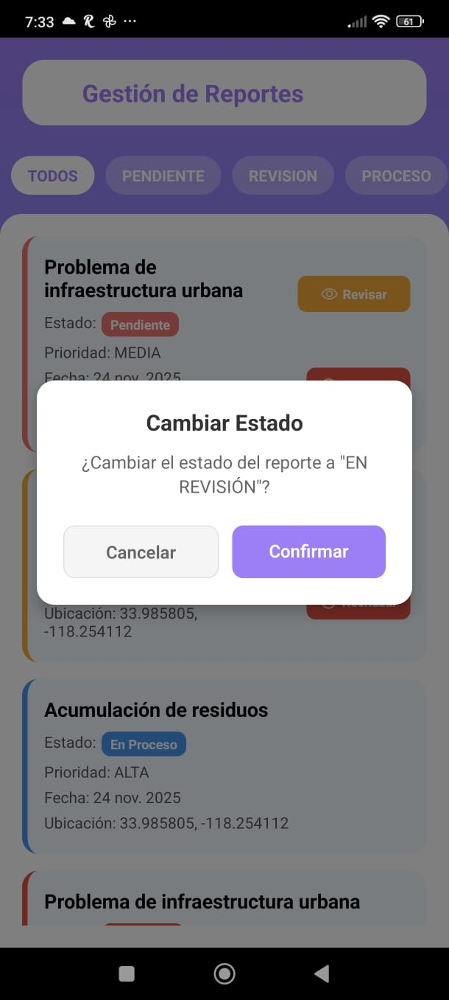 7:33
61
Gestión de Reportes
TODOS PENDIENTE REVISION PROCESO
Problema de
infraestructura urbana
Revisar
Estado: Pendiente
Prioridad: MEDIA
Fecha: 24 nov. 2025
Cambiar Estado
¿Cambiar el estado del reporte a "EN
REVISIÓN"?
Cancelar Confirmar
Rechazar
Ubicación: 33.985805,
-118.254112
Acumulación de residuos
Estado: En Proceso
Prioridad: ALTA
Fecha: 24 nov. 2025
Ubicación: 33.985805, -118.254112
Problema de infraestructura urbana